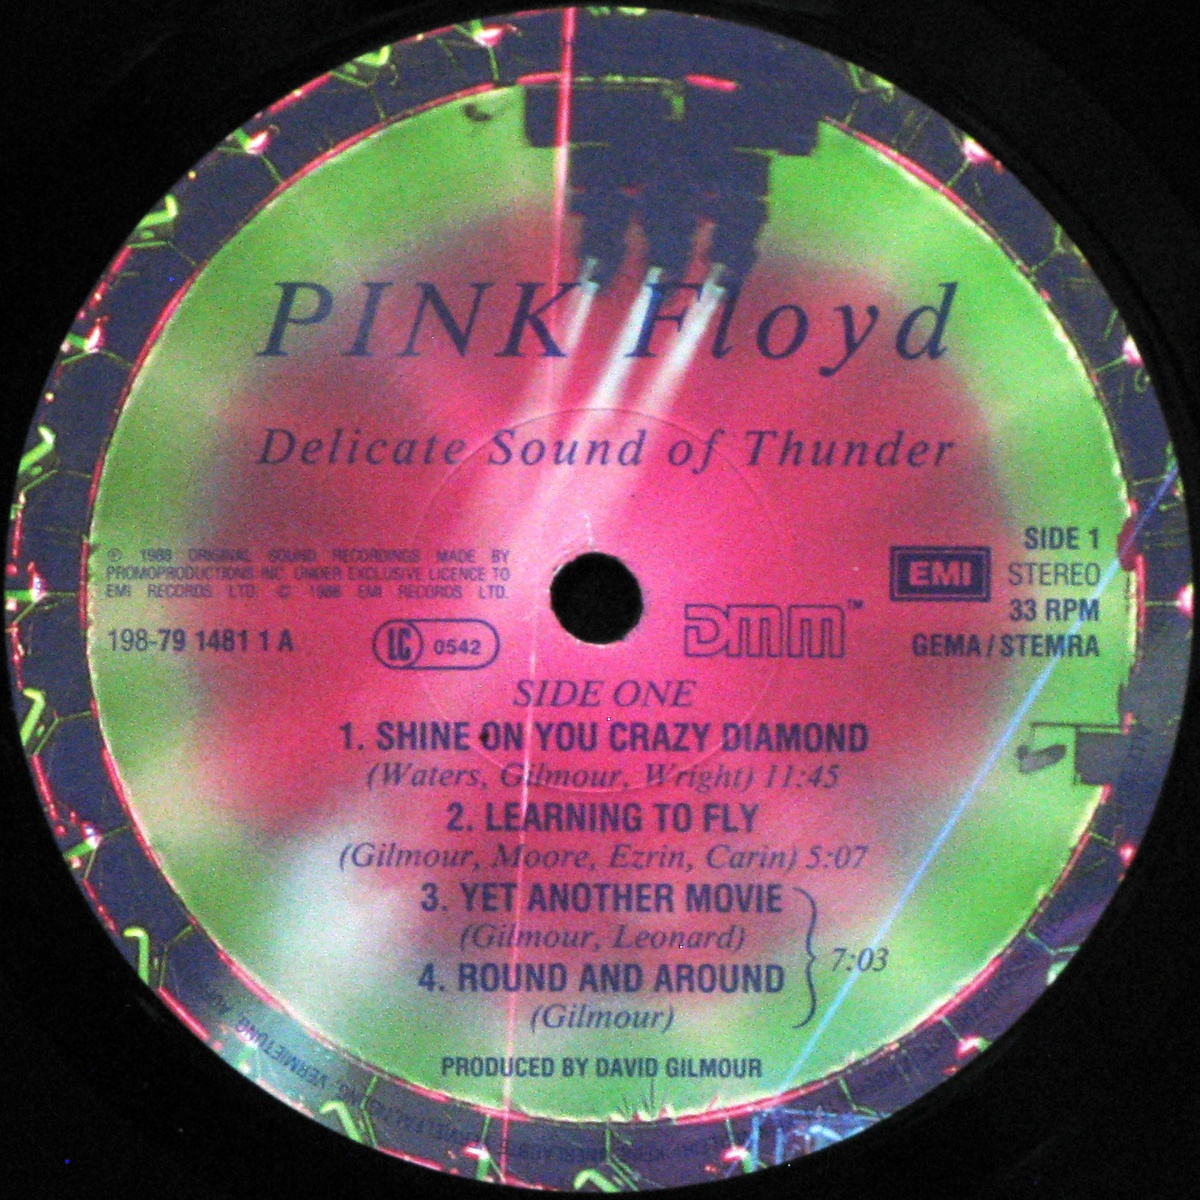 PINK Floyd
Delicate Sound of Thunder
℗ 1988 ORIGINAL SOUND RECORDINGS MADE BY
PROMOPRODUCTIONS INC. UNDER EXCLUSIVE LICENCE TO
EMI RECORDS LTD. © 1988 EMI RECORDS LTD.
198-79 1481 1 A
LC 0542
DMM™
EMI
SIDE 1
STEREO
33 RPM
GEMA/STEMRA
SIDE ONE
1. SHINE ON YOU CRAZY DIAMOND
(Waters, Gilmour, Wright) 11:45
2. LEARNING TO FLY
(Gilmour, Moore, Ezrin, Carin) 5:07
3. YET ANOTHER MOVIE
(Gilmour, Leonard)
4. ROUND AND AROUND
(Gilmour)
7:03
PRODUCED BY DAVID GILMOUR
VERMIETUNG